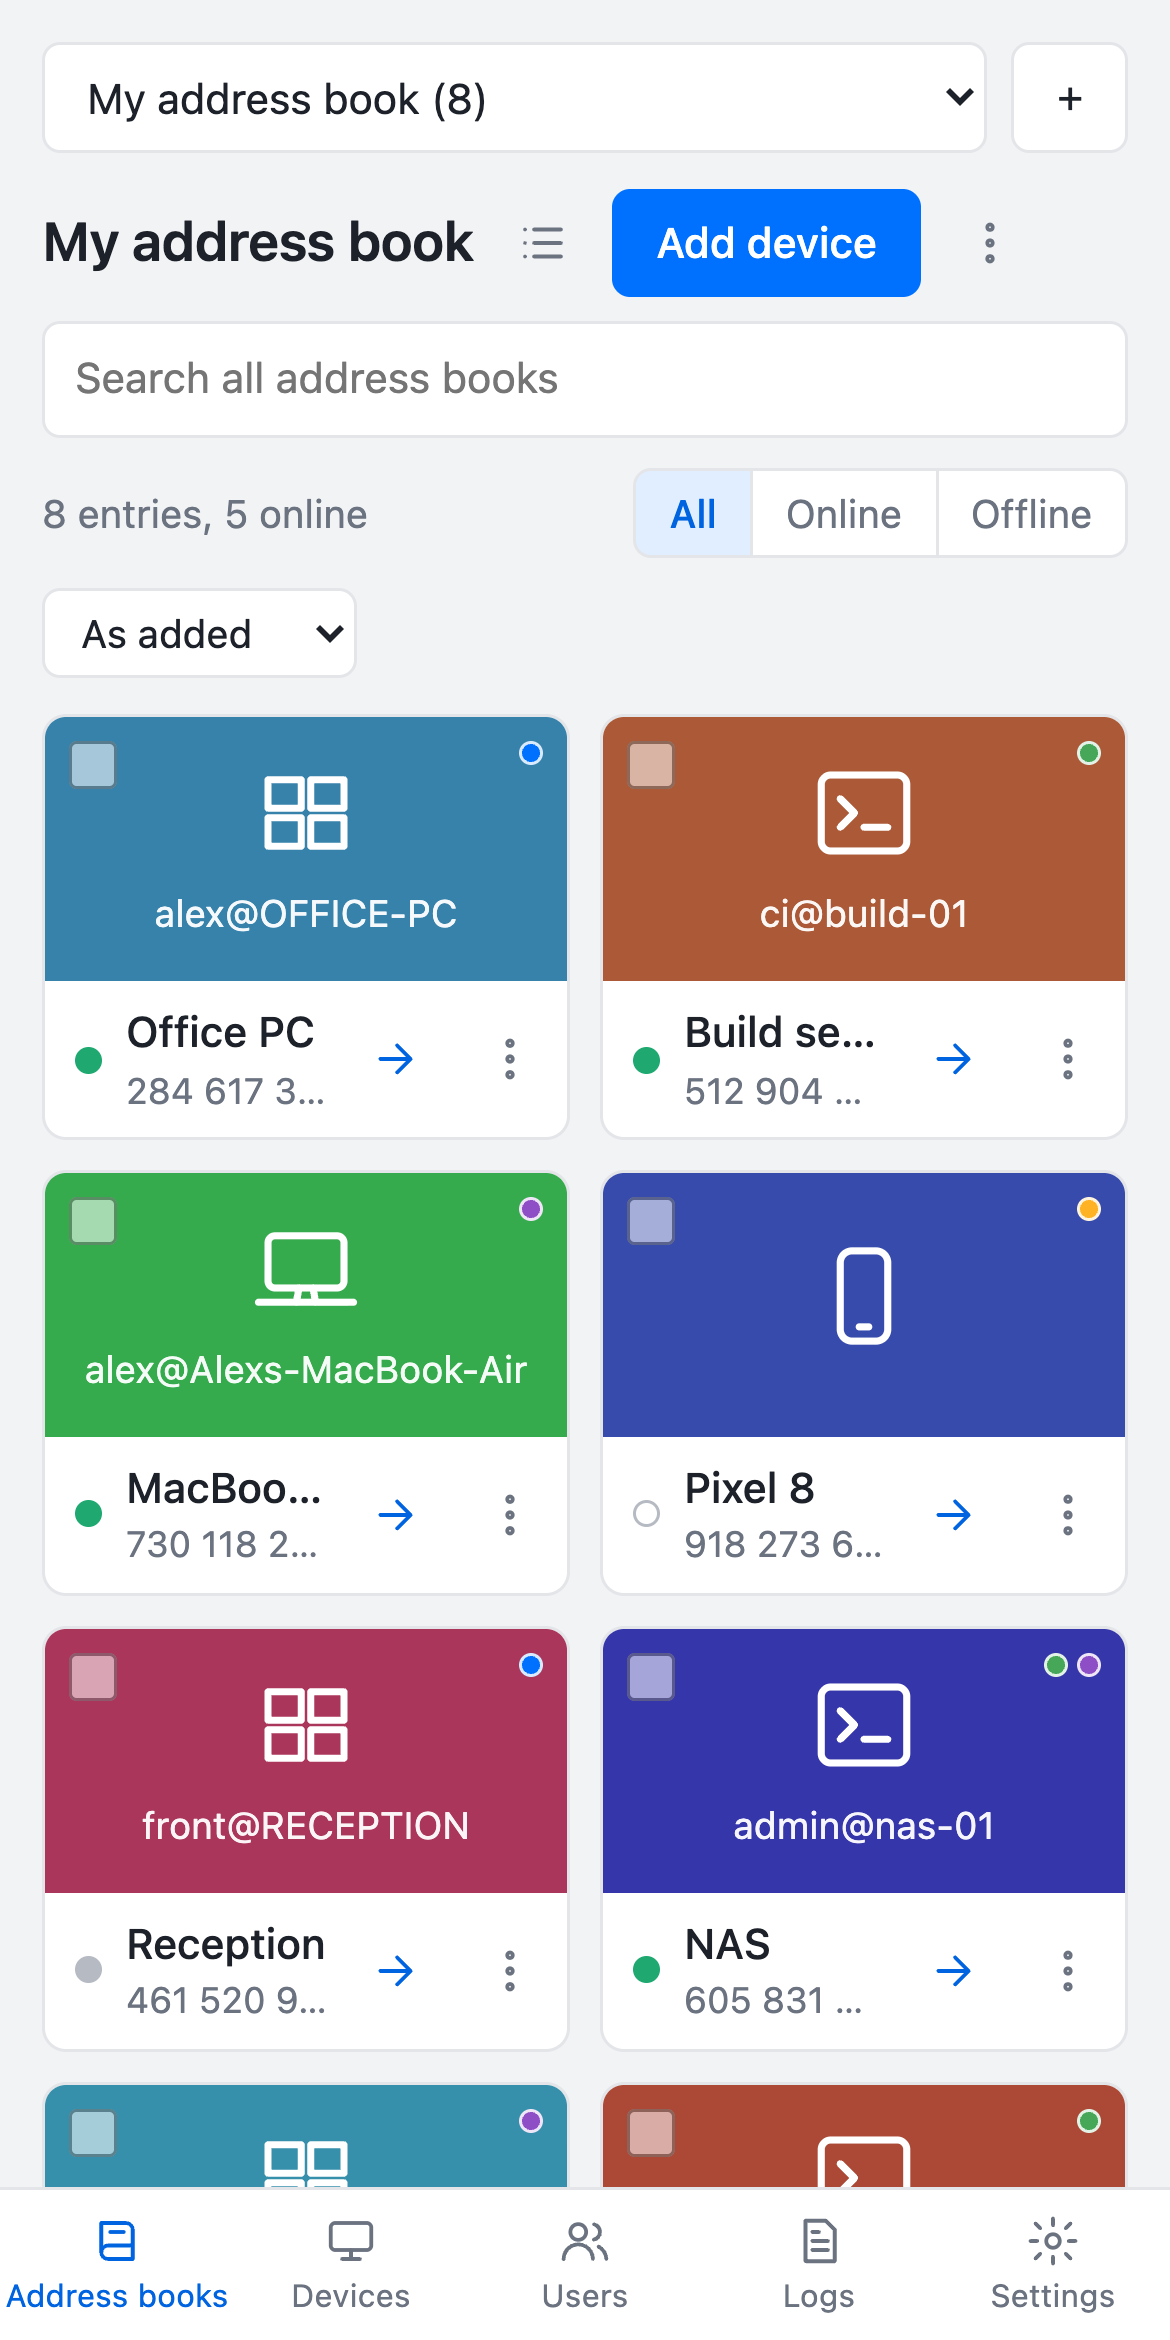 My address book (8)
+
My address book
Add device
Search all address books
8 entries, 5 online
All
Online
Offline
As added
alex@OFFICE-PC
ci@build-01
Office PC
284 617 3...
Build se...
512 904 ...
alex@Alexs-MacBook-Air
MacBoo...
730 118 2...
Pixel 8
918 273 6...
front@RECEPTION
admin@nas-01
Reception
461 520 9...
NAS
605 831 ...
Address books
Devices
Users
Logs
Settings